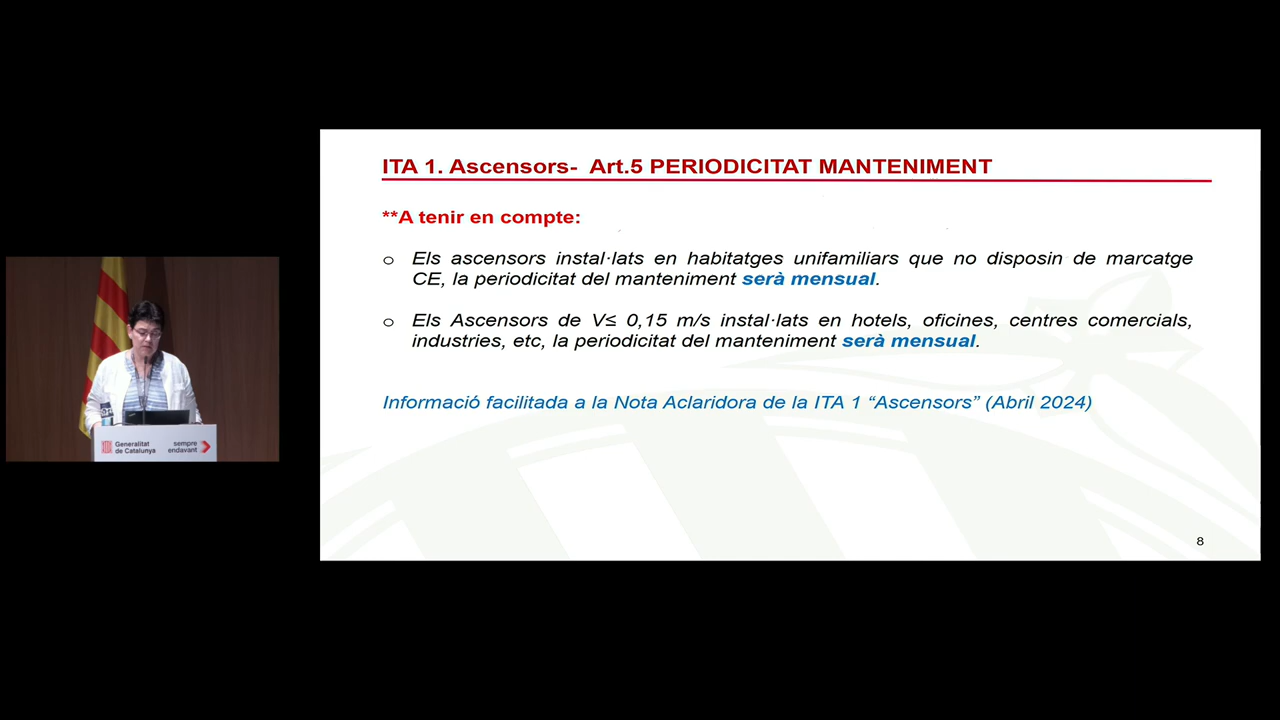 ITA 1. Ascensors- Art.5 PERIODICITAT MANTENIMENT
**A tenir en compte:
o Els ascensors instal·lats en habitatges unifamiliars que no disposin de marcatge
CE, la periodicitat del manteniment serà mensual.
o Els Ascensors de V≤ 0,15 m/s instal·lats en hotels, oficines, centres comercials,
industries, etc, la periodicitat del manteniment serà mensual.
Informació facilitada a la Nota Aclaridora de la ITA 1 “Ascensors” (Abril 2024)
8
Generalitat
de Catalunya
sempre
endavant